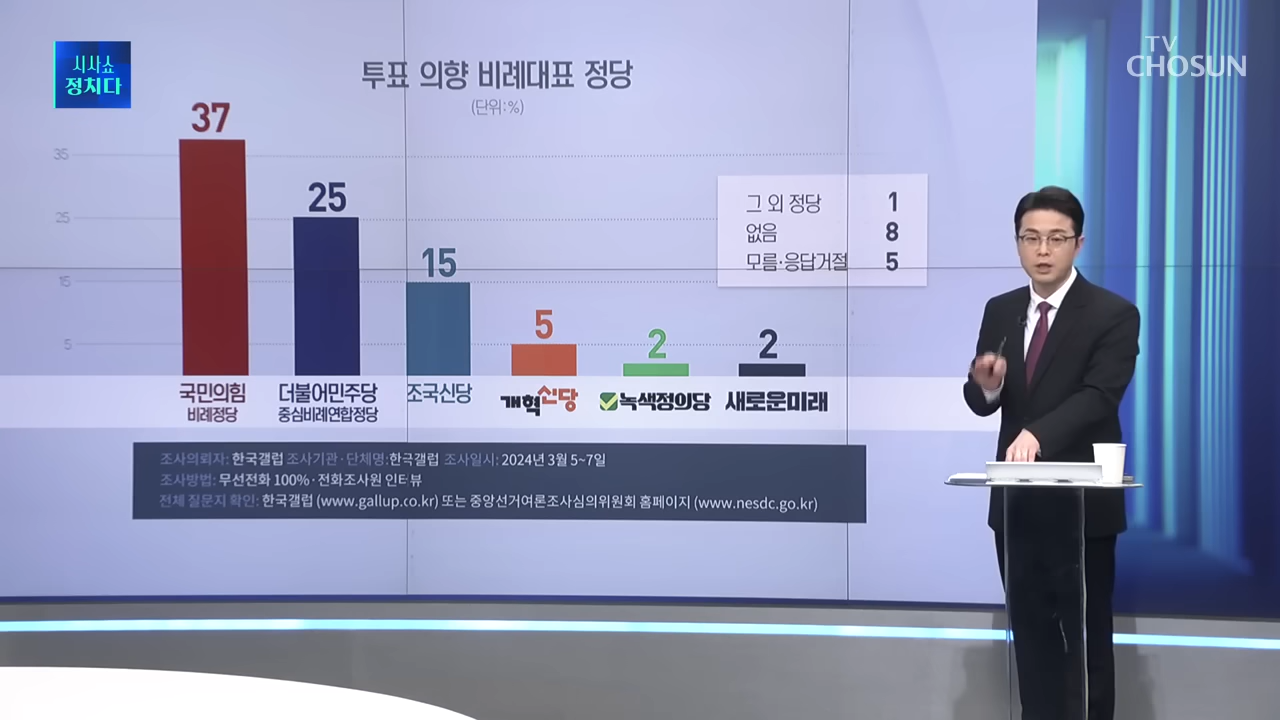 시사쇼
정치다
TV
CHOSUN
투표 의향 비례대표 정당
(단위:%)
37
25
15
5
2
2
35
25
15
5
그 외 정당 1
없음 8
모름·응답거절 5
국민의힘
비례정당
더불어민주당
중심비례연합정당
조국신당
개혁신당
녹색정의당
새로운미래
조사의뢰자: 한국갤럽 조사기관·단체명:한국갤럽 조사일시: 2024년 3월 5~7일
조사방법: 무선전화 100%·전화조사원 인터뷰
전체 질문지 확인: 한국갤럽 (www.gallup.co.kr) 또는 중앙선거여론조사심의위원회 홈페이지 (www.nesdc.go.kr)